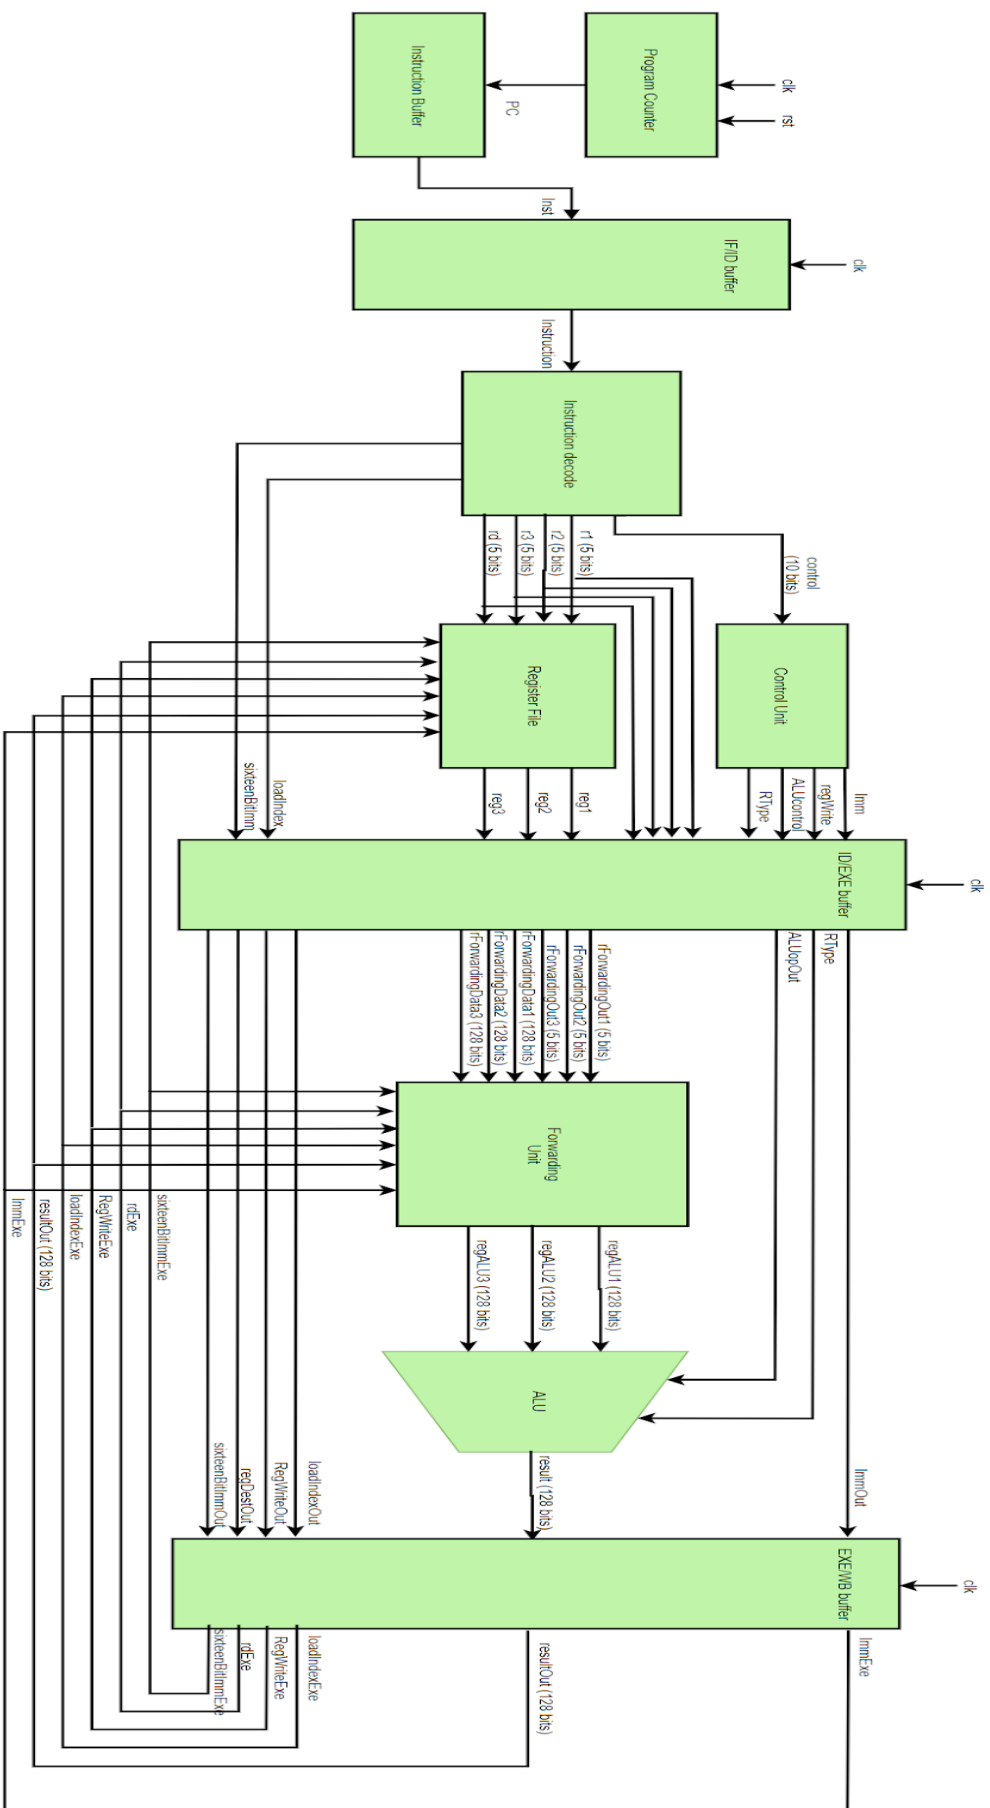 clk
rst
Program Counter
PC
Instruction Buffer
Inst
IF/ID buffer
clk
Instruction
Instruction decode
control
(10 bits)
r1 (5 bits)
r2 (5 bits)
r3 (5 bits)
rd (5 bits)
Control Unit
Register File
Imm
regWrite
ALUcontrol
RType
reg1
reg2
reg3
loadIndex
sixteenBitImm
clk
ID/EXE buffer
RType
ALUopOut
rForwardingOut1 (5 bits)
rForwardingOut2 (5 bits)
rForwardingOut3 (5 bits)
rForwardingData1 (128 bits)
rForwardingData2 (128 bits)
rForwardingData3 (128 bits)
Forwarding
Unit
sixteenBitImmExe
rdExe
RegWriteExe
loadIndexExe
resultOut (128 bits)
ImmExe
regALU1 (128 bits)
regALU2 (128 bits)
regALU3 (128 bits)
ALU
ImmOut
result (128 bits)
loadIndexOut
RegWriteOut
regDestOut
sixteenBitImmOut
clk
EXE/WB buffer
ImmExe
resultOut (128 bits)
loadIndexExe
RegWriteExe
rdExe
sixteenBitImmExe